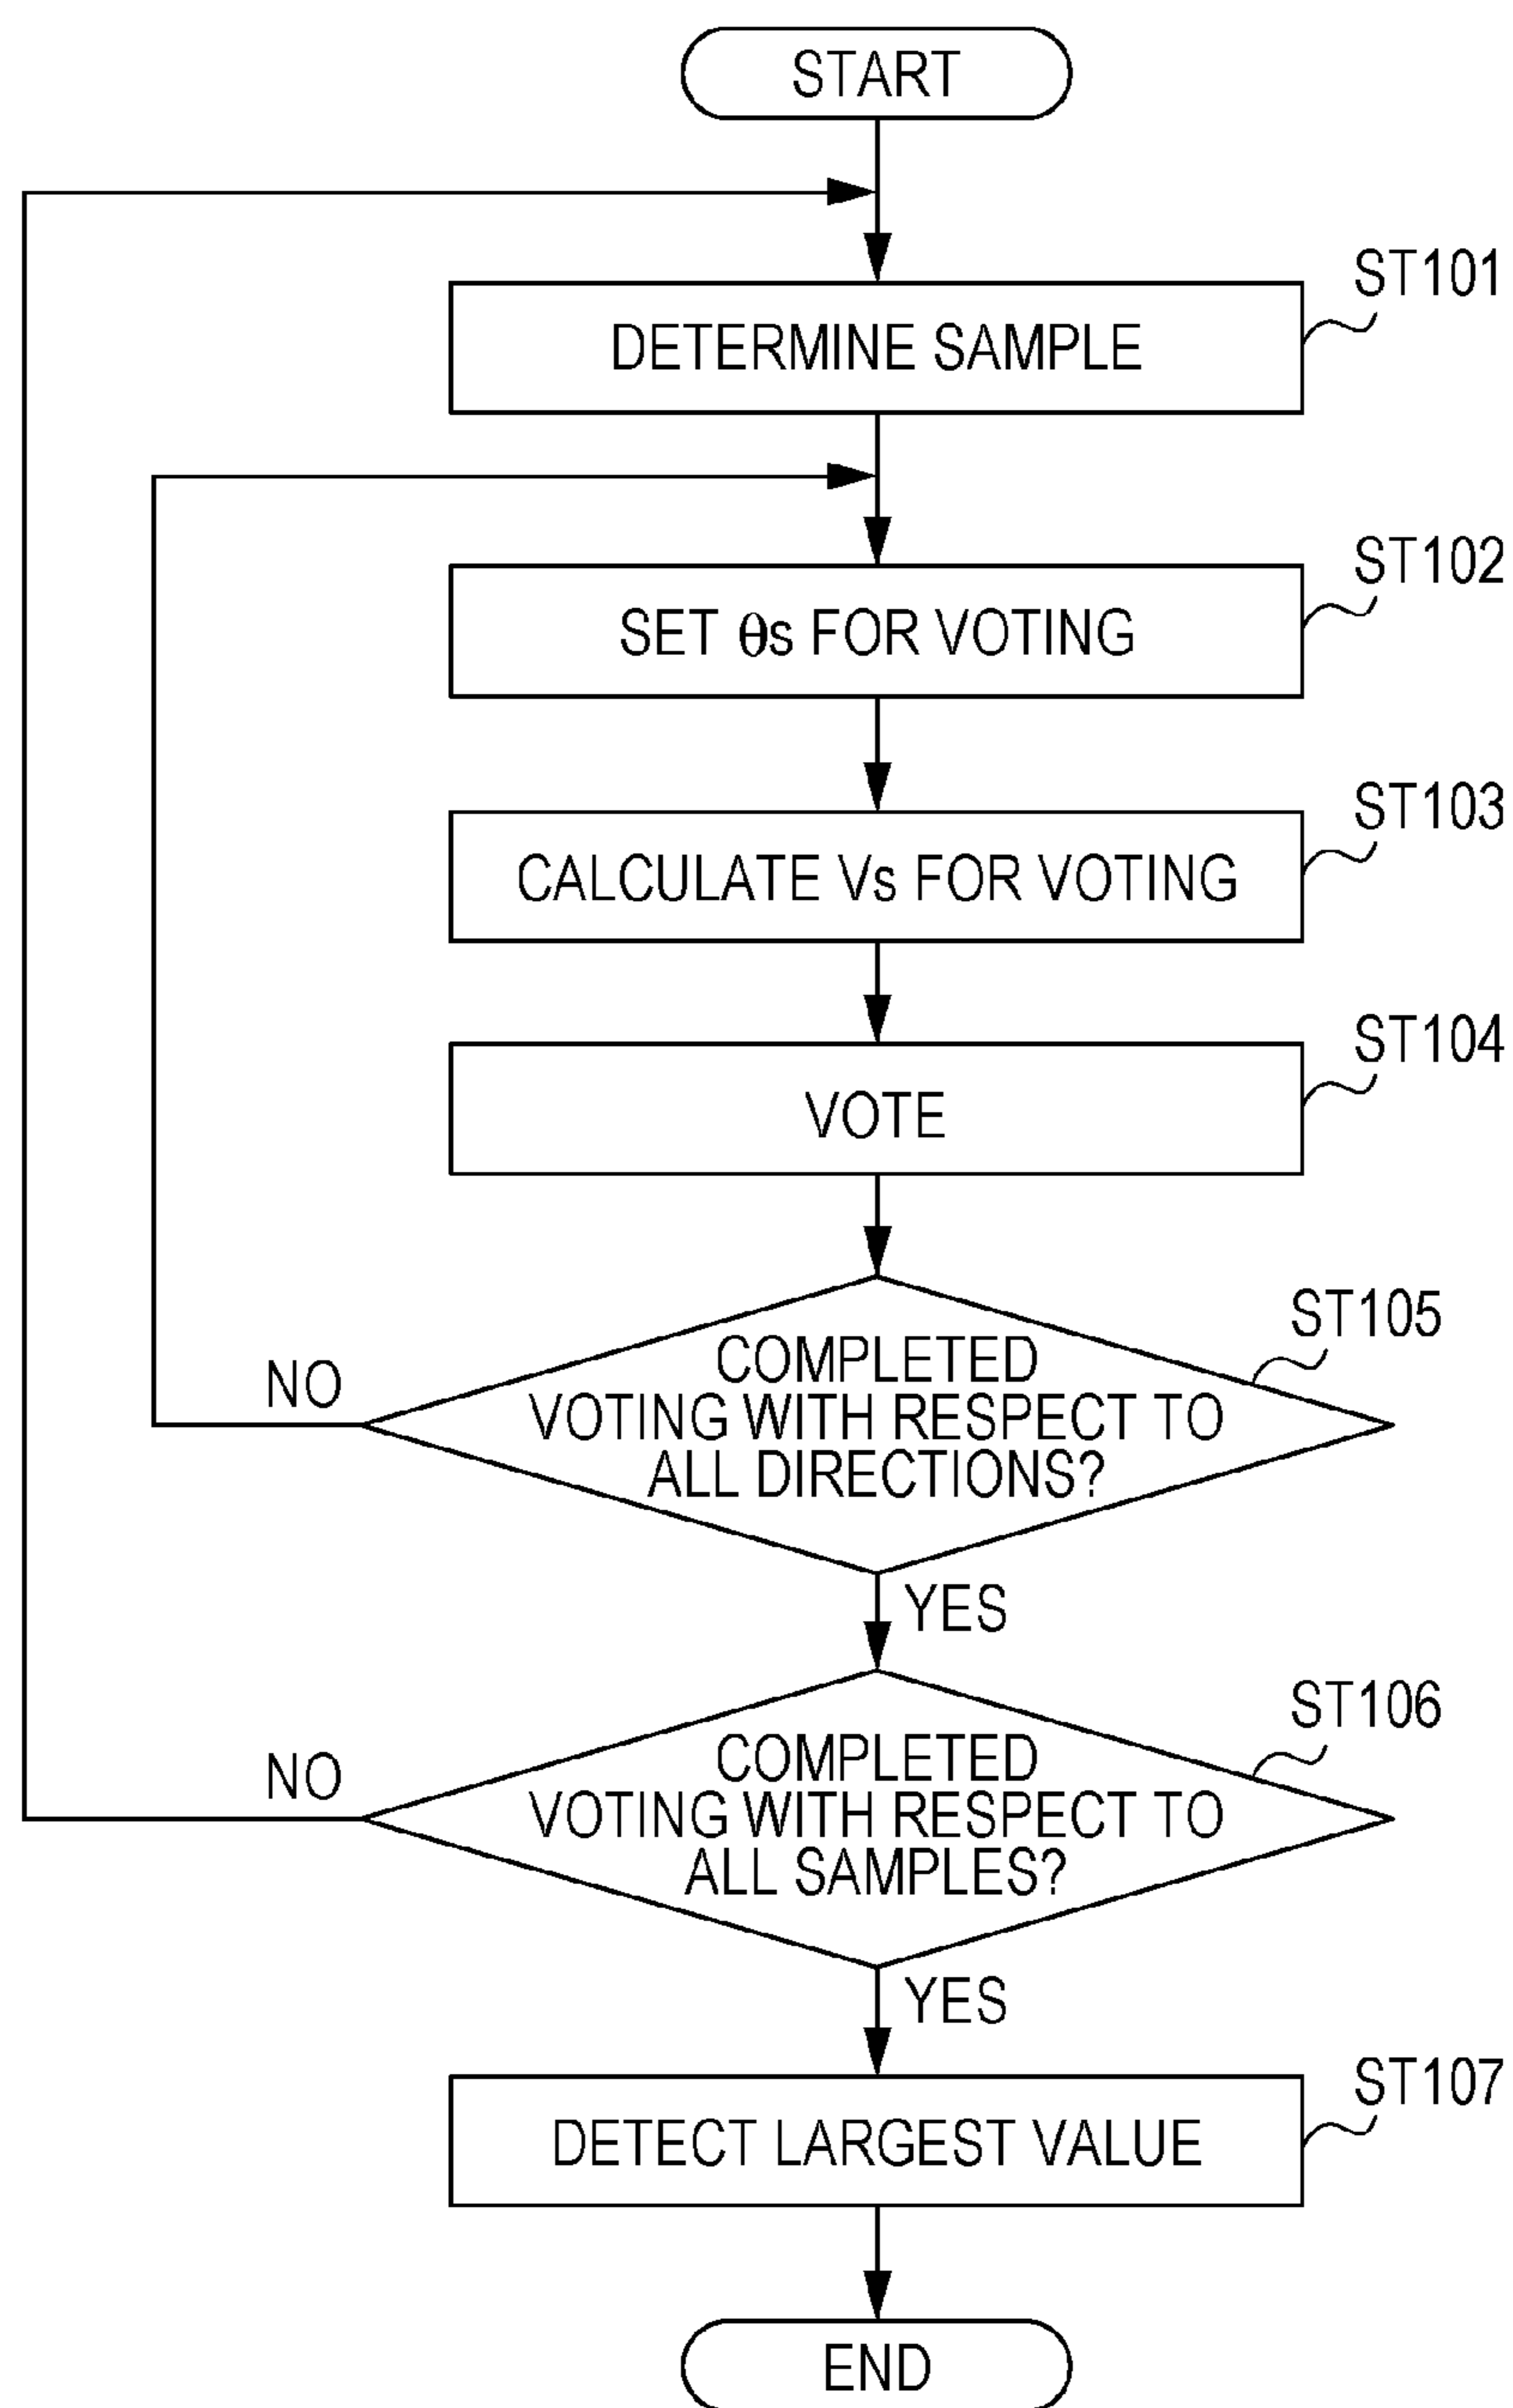 START
ST101
DETERMINE SAMPLE
ST102
SET θs FOR VOTING
ST103
CALCULATE Vs FOR VOTING
ST104
VOTE
ST105
COMPLETED
VOTING WITH RESPECT TO
ALL DIRECTIONS?
NO
YES
ST106
COMPLETED
VOTING WITH RESPECT TO
ALL SAMPLES?
NO
YES
ST107
DETECT LARGEST VALUE
END